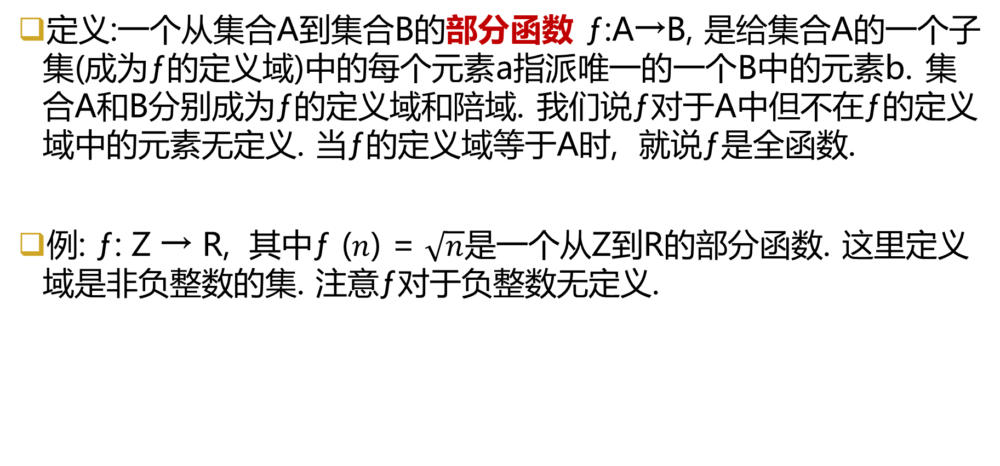 定义:一个从集合A到集合B的部分函数 ƒ:A→B, 是给集合A的一个子
集(成为ƒ的定义域)中的每个元素a指派唯一的一个B中的元素b. 集
合A和B分别成为ƒ的定义域和陪域. 我们说ƒ对于A中但不在ƒ的定义
域中的元素无定义. 当ƒ的定义域等于A时, 就说ƒ是全函数.
例: ƒ: Z → R, 其中ƒ (n) = √n是一个从Z到R的部分函数. 这里定义
域是非负整数的集. 注意ƒ对于负整数无定义.